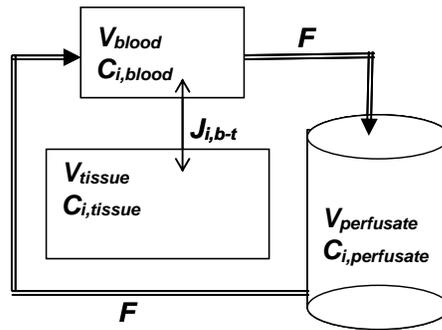 V_blood
C_i,blood
F
J_i,b-t
V_tissue
C_i,tissue
V_perfusate
C_i,perfusate
F